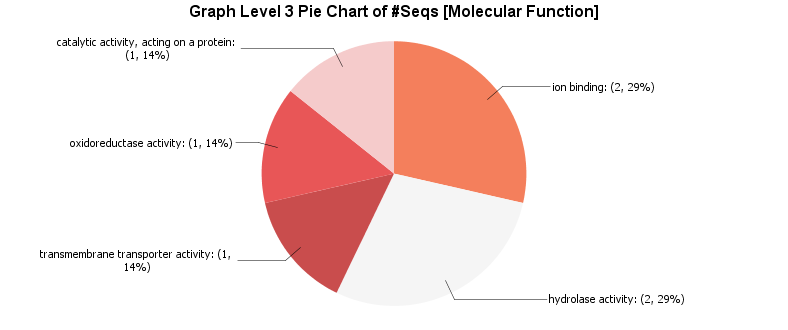 Graph Level 3 Pie Chart of #Seqs [Molecular Function]
catalytic activity, acting on a protein:
(1, 14%)
ion binding: (2, 29%)
oxidoreductase activity: (1, 14%)
transmembrane transporter activity: (1,
14%)
hydrolase activity: (2, 29%)